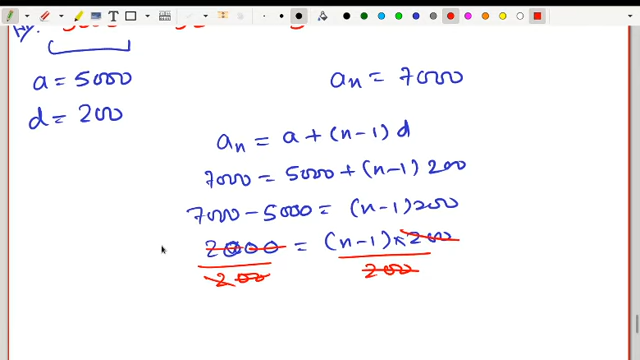 a = 5000
an = 7000
d = 200
an = a + (n-1) d
7000 = 5000 + (n-1) 200
7000 - 5000 = (n-1) 200
2000 = (n-1) × 200
200 200